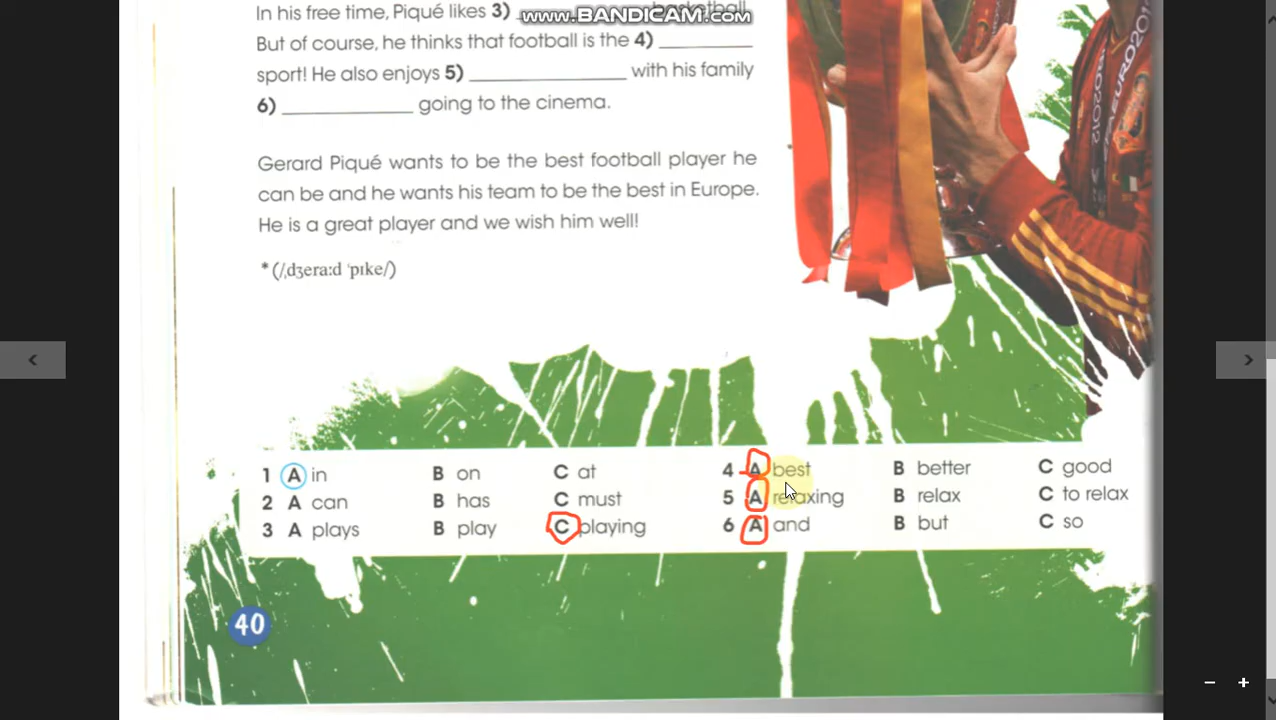 www.BANDICAM.com
In his free time, Piqué likes 3) basketball.
But of course, he thinks that football is the 4) __________
sport! He also enjoys 5) __________ with his family
6) __________ going to the cinema.
Gerard Piqué wants to be the best football player he
can be and he wants his team to be the best in Europe.
He is a great player and we wish him well!
*(/ˌdʒeraːd ˈpɪke/)
1 A in B on C at
2 A can B has C must
3 A plays B play C playing
4 A best B better C good
5 A relaxing B relax C to relax
6 A and B but C so
40